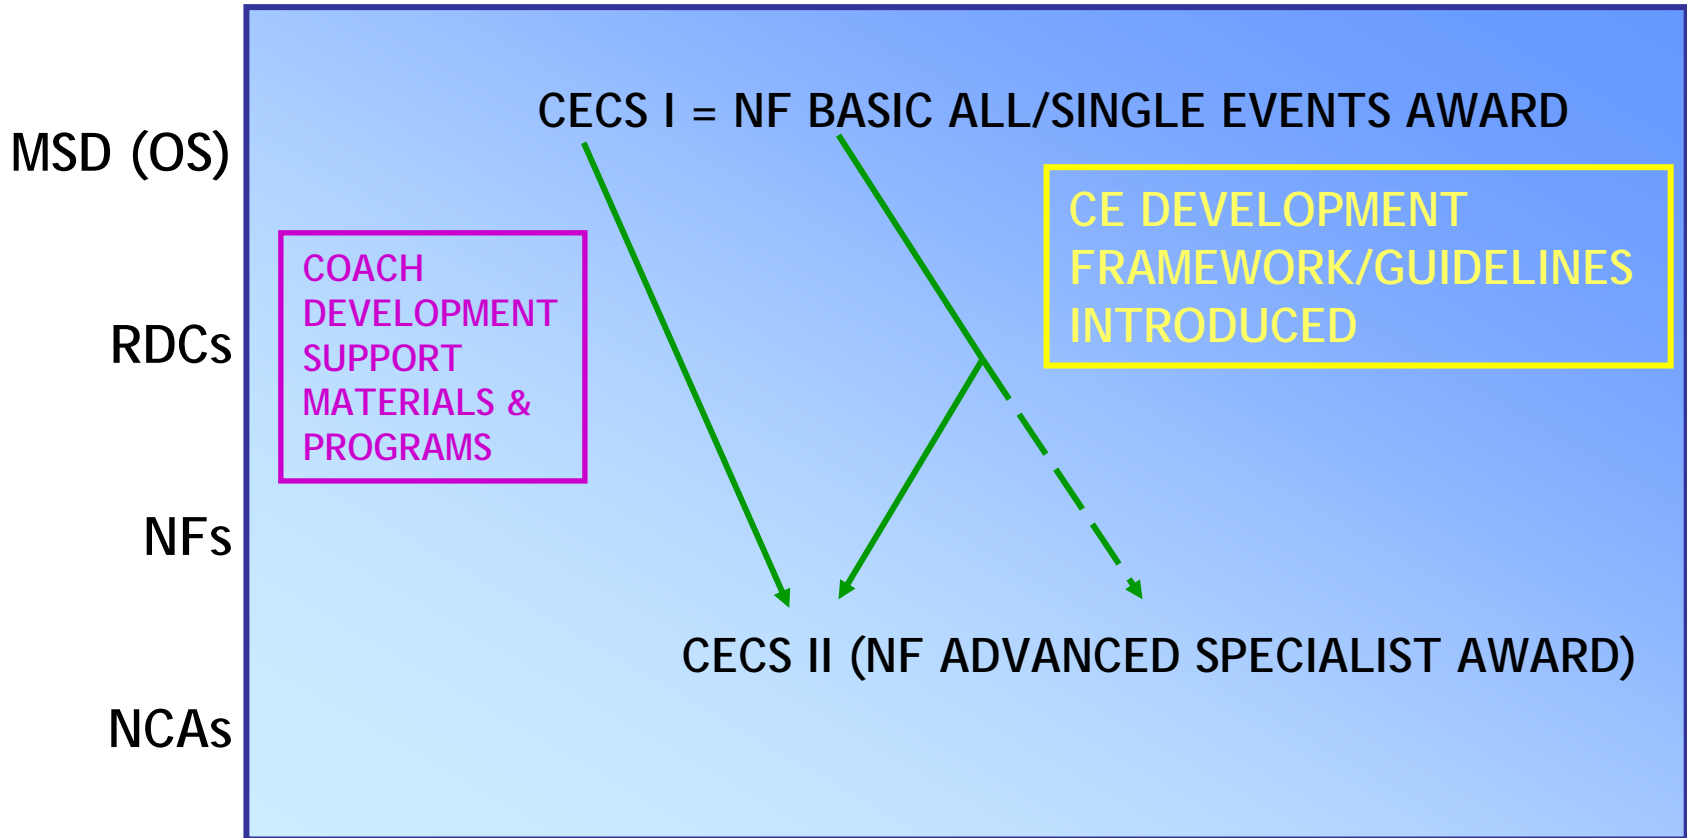 CECS I = NF BASIC ALL/SINGLE EVENTS AWARD
MSD (OS)
CE DEVELOPMENT
FRAMEWORK/GUIDELINES
INTRODUCED
COACH
DEVELOPMENT
SUPPORT
MATERIALS &
PROGRAMS
RDCs
NFs
CECS II (NF ADVANCED SPECIALIST AWARD)
NCAs